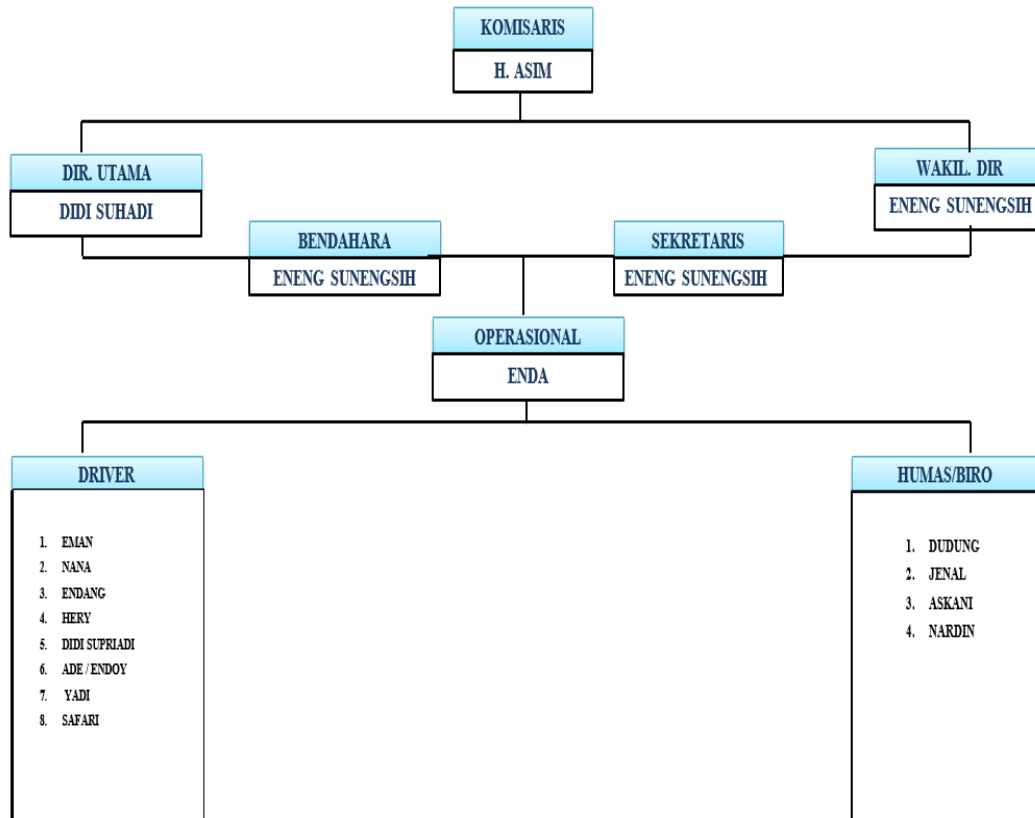 KOMISARIS
H. ASIM
DIR. UTAMA
DIDI SUHADI
WAKIL. DIR
ENENG SUNENGSIH
BENDAHARA
ENENG SUNENGSIH
SEKRETARIS
ENENG SUNENGSIH
OPERASIONAL
ENDA
DRIVER
1. EMAN
2. NANA
3. ENDANG
4. HERY
5. DIDI SUPRIADI
6. ADE / ENDOY
7. YADI
8. SAFARI
HUMAS/BIRO
1. DUDUNG
2. JENAL
3. ASKANI
4. NARDIN